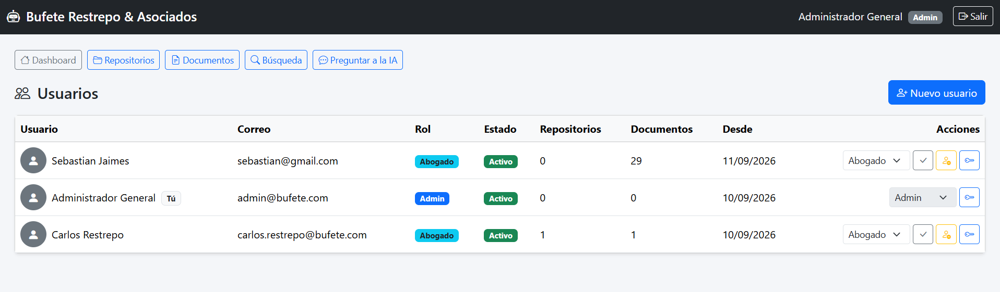 Bufete Restrepo & Asociados
Administrador General Admin Salir
Dashboard Repositorios Documentos Búsqueda Preguntar a la IA
Usuarios
Nuevo usuario
Usuario Correo Rol Estado Repositorios Documentos Desde Acciones
Sebastian Jaimes sebastian@gmail.com Abogado Activo 0 29 11/09/2026 Abogado
Administrador General Tú admin@bufete.com Admin Activo 0 0 10/09/2026 Admin
Carlos Restrepo carlos.restrepo@bufete.com Abogado Activo 1 1 10/09/2026 Abogado